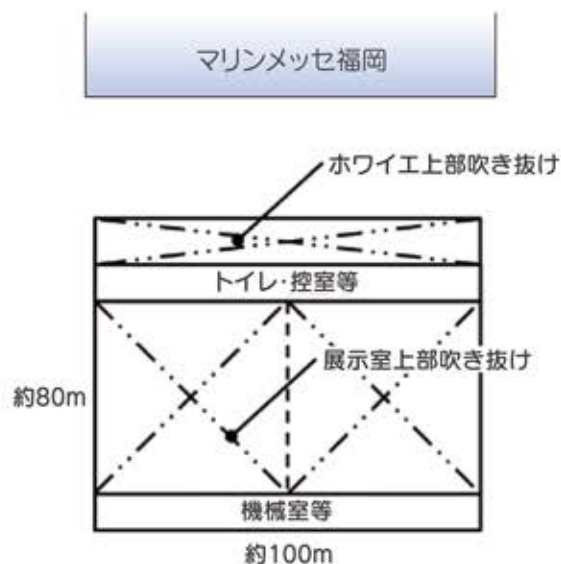 マリンメッセ福岡
ホワイエ上部吹き抜け
トイレ・控室等
展示室上部吹き抜け
約80m
機械室等
約100m